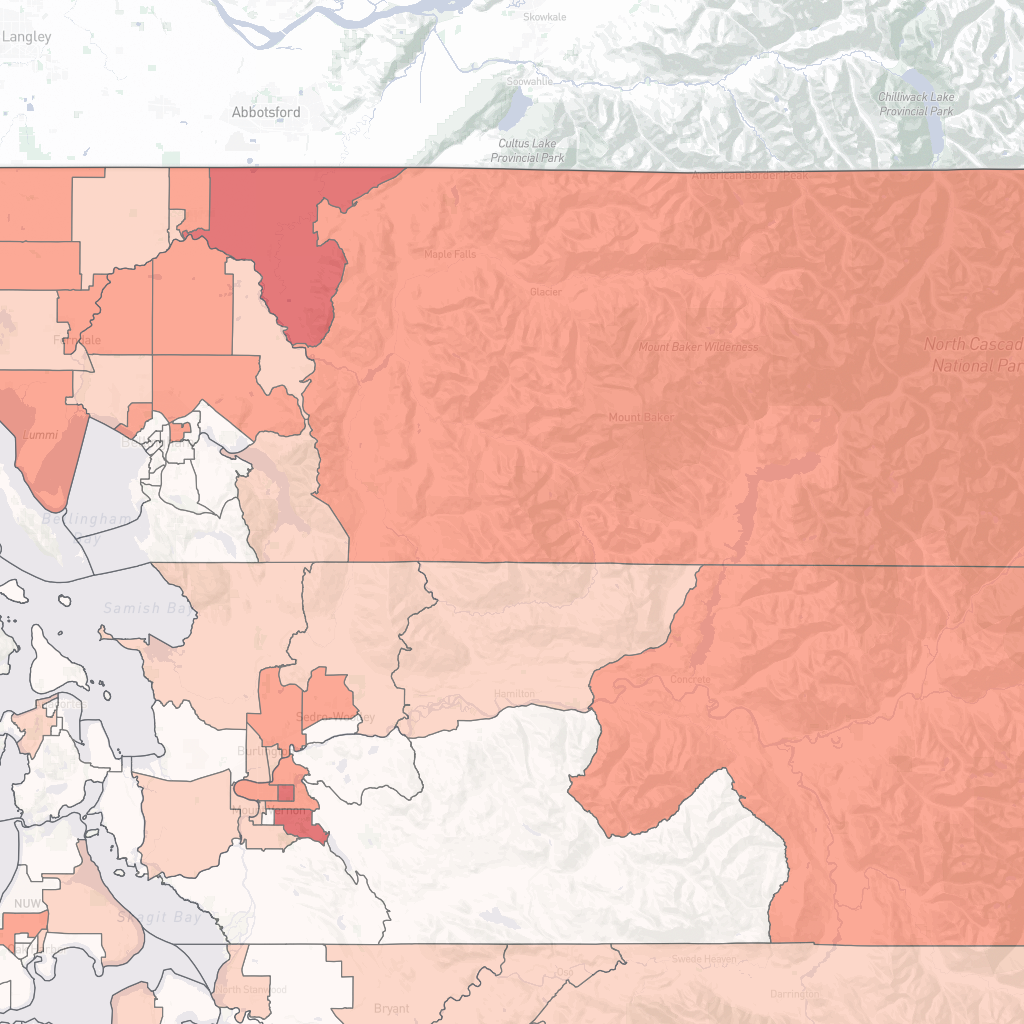 Skowkale
Langley
Soowahlie
Abbotsford
Chilliwack Lake
Provincial Park
Cultus Lake
Provincial Park
American Border Peak
Maple Falls
Glacier
Ferndale
Mount Baker Wilderness
North Cascad
National Par
Mount Baker
Lummi
Bellingham
Samish Bay
Concrete
Hamilton
Sedro-Woolley
Burlington
Mount Vernon
NUW
Skagit Bay
Swede Heaven
Oso
North Stanwood
Darrington
Bryant